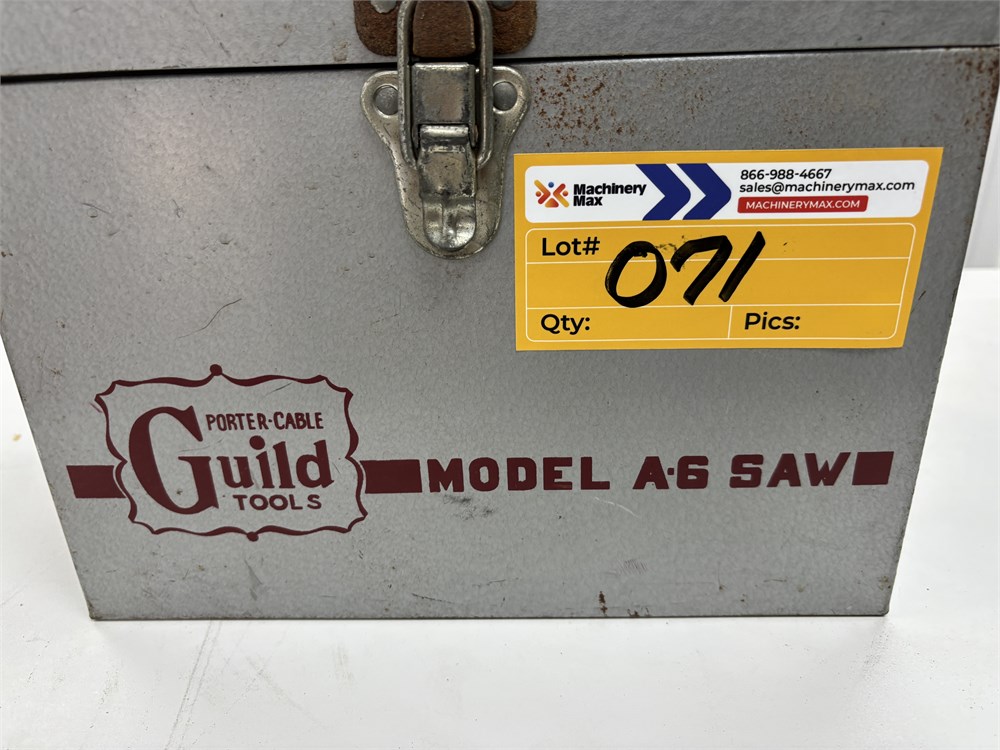 Machinery
Max
866-988-4667
sales@machinerymax.com
MACHINERYMAX.COM
Lot# 071
Qty: Pics:
PORTER·CABLE
Guild
TOOLS
MODEL A·6 SAW